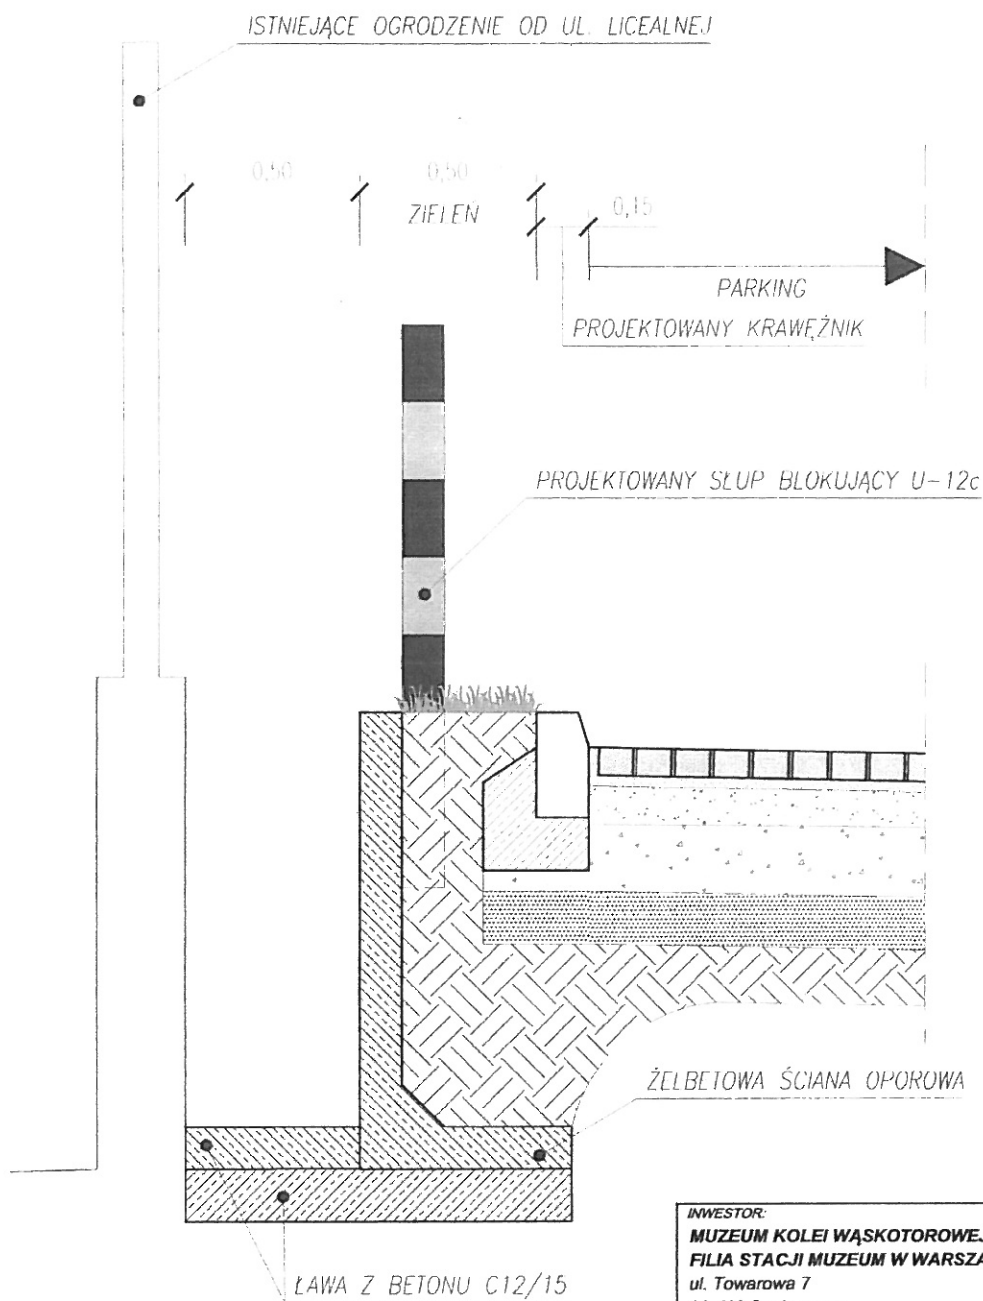 ISTNIEJĄCE OGRODZENIE OD UL. LICEALNEJ
0,50 0,50
ZIELEŃ
0,15
PARKING
PROJEKTOWANY KRAWĘŻNIK
PROJEKTOWANY SŁUP BLOKUJĄCY U-12c
ŻELBETOWA ŚCIANA OPOROWA
INWESTOR:
MUZEUM KOLEI WĄSKOTOROWEJ
FILIA STACJI MUZEUM W WARSZA
ul. Towarowa 7
ŁAWA Z BETONU C12/15